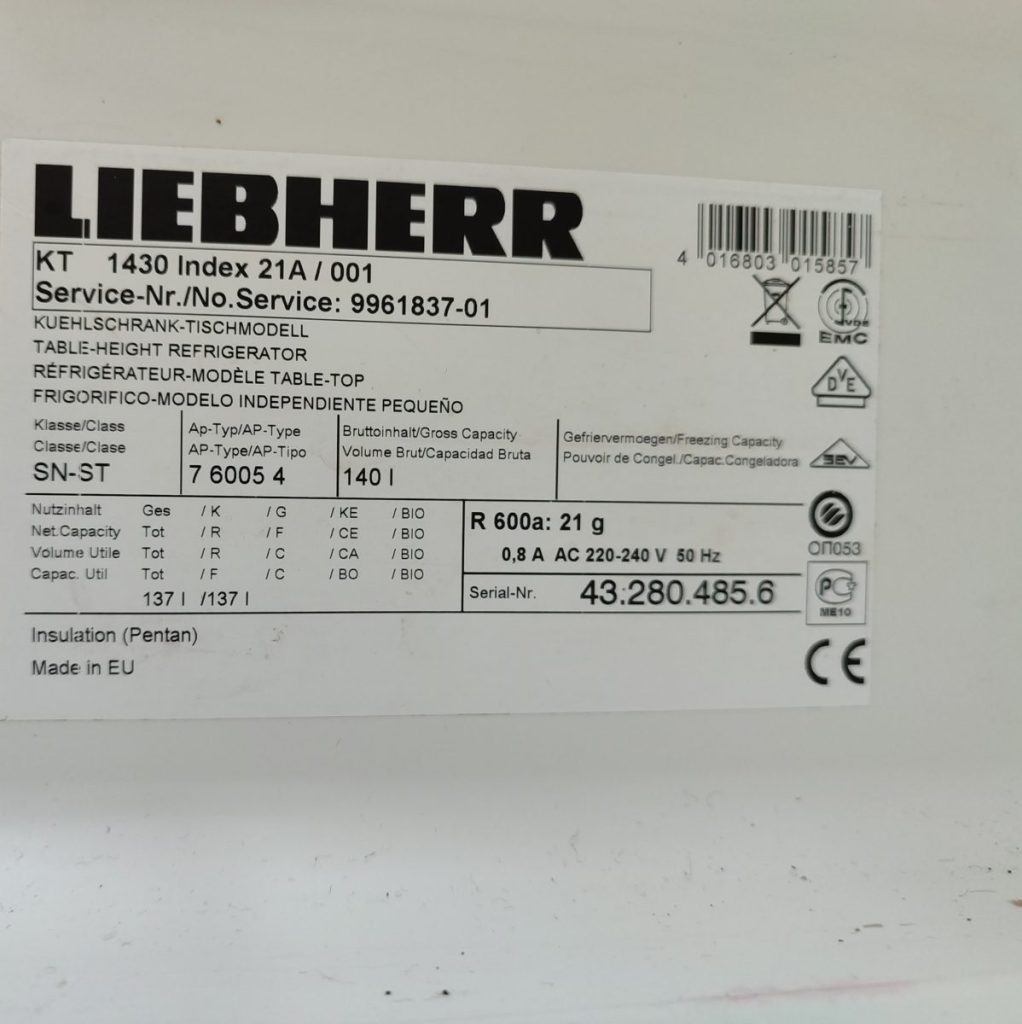 LIEBHERR
KT 1430 Index 21A / 001
Service-Nr./No.Service: 9961837-01
KUEHLSCHRANK-TISCHMODELL
TABLE-HEIGHT REFRIGERATOR
RÉFRIGÉRATEUR-MODÈLE TABLE-TOP
FRIGORIFICO-MODELO INDEPENDIENTE PEQUEÑO
4 016803 015857
VDE
EMC
DVE
SEV
ОП053
PC
ME10
CE
Klasse/Class
Classe/Clase
SN-ST
Ap-Typ/AP-Type
AP-Type/AP-Tipo
7 6005 4
Bruttoinhalt/Gross Capacity
Volume Brut/Capacidad Bruta
140 l
Gefriervermoegen/Freezing Capacity
Pouvoir de Congel./Capac.Congeladora
Nutzinhalt Ges / K / G / KE / BIO
Net.Capacity Tot / R / F / CE / BIO
Volume Utile Tot / R / C / CA / BIO
Capac. Util Tot / F / C / BO / BIO
137 l /137 l
R 600a: 21 g
0,8 A AC 220-240 V 50 Hz
Serial-Nr. 43.280.485.6
Insulation (Pentan)
Made in EU